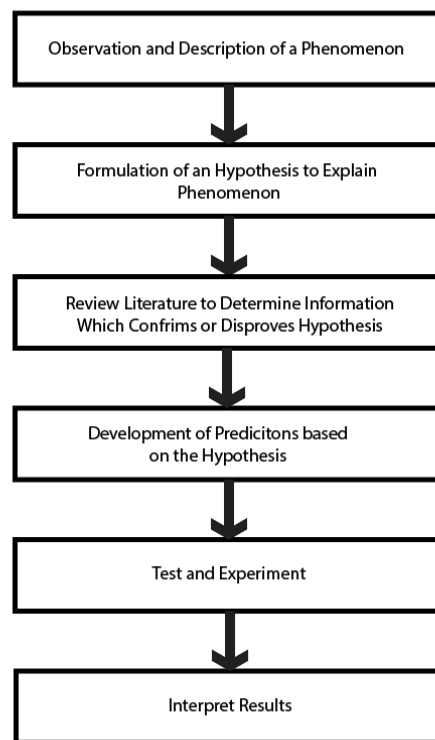 Observation and Description of a Phenomenon
Formulation of an Hypothesis to Explain
Phenomenon
Review Literature to Determine Information
Which Confrims or Disproves Hypothesis
Development of Predicitons based
on the Hypothesis
Test and Experiment
Interpret Results